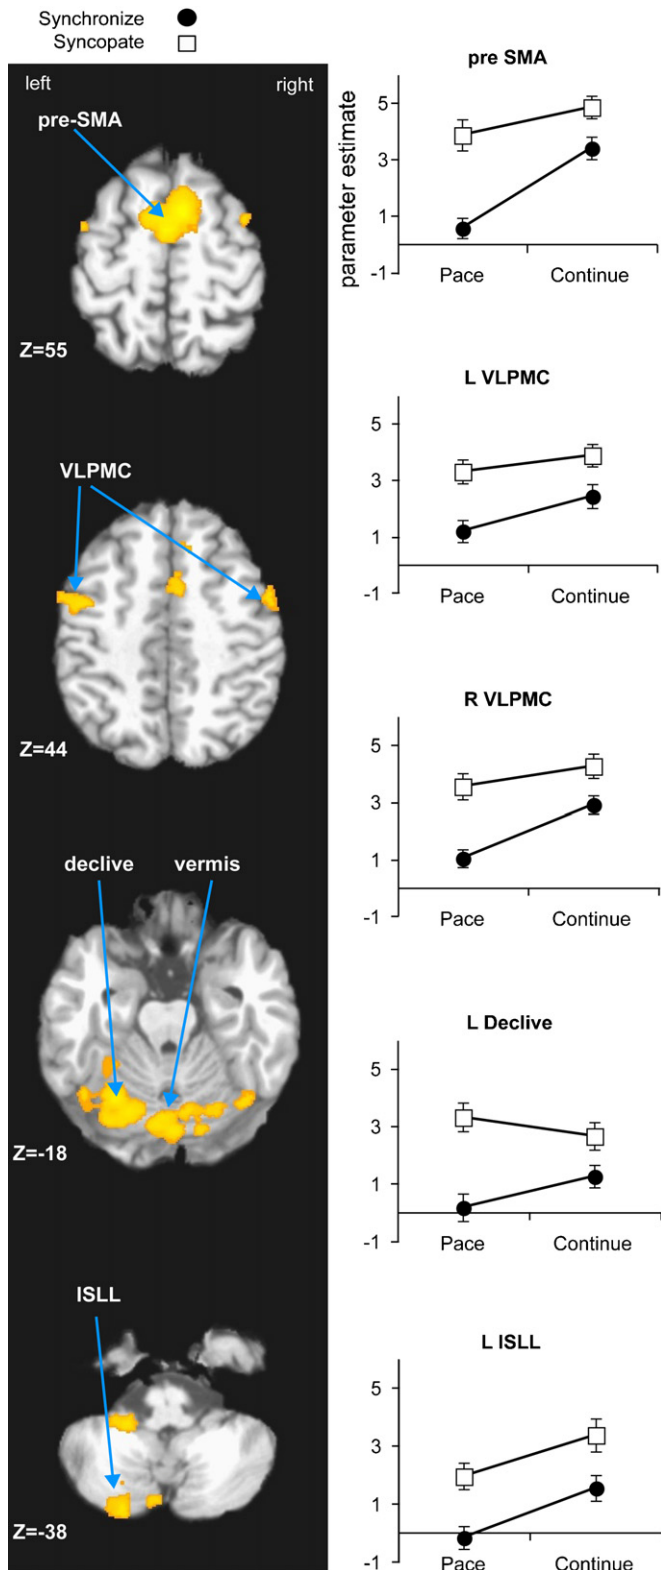 Synchronize
Syncopate
left right
pre-SMA
Z=55
VLPMC
Z=44
declive vermis
Z=-18
ISLL
Z=-38
pre SMA
parameter estimate
5
3
1
-1
Pace Continue
L VLPMC
5
3
1
-1
Pace Continue
R VLPMC
5
3
1
-1
Pace Continue
L Declive
5
3
1
-1
Pace Continue
L ISLL
5
3
1
-1
Pace Continue